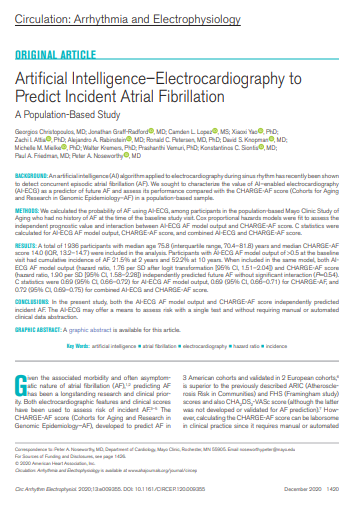 Circulation: Arrhythmia and Electrophysiology
ORIGINAL ARTICLE
Artificial Intelligence–Electrocardiography to
Predict Incident Atrial Fibrillation
A Population-Based Study
Georgios Christopoulos, MD; Jonathan Graff-Radford, MD; Camden L. Lopez, MS; Xiaoxi Yao, PhD;
Zachi I. Attia, PhD; Alejandro A. Rabinstein, MD; Ronald C. Petersen, MD, PhD; David S. Knopman, MD;
Michelle M. Mielke, PhD; Walter Kremers, PhD; Prashanthi Vemuri, PhD; Konstantinos C. Siontis, MD;
Paul A. Friedman, MD; Peter A. Noseworthy, MD
BACKGROUND: An artificial intelligence (AI) algorithm applied to electrocardiography during sinus rhythm has recently been shown
to detect concurrent episodic atrial fibrillation (AF). We sought to characterize the value of AI-enabled electrocardiography
(AI-ECG) as a predictor of future AF and assess its performance compared with the CHARGE-AF score (Cohorts for Aging
and Research in Genomic Epidemiology–AF) in a population-based sample.
METHODS: We calculated the probability of AF using AI-ECG, among participants in the population-based Mayo Clinic Study of
Aging who had no history of AF at the time of the baseline study visit. Cox proportional hazards models were fit to assess the
independent prognostic value and interaction between AI-ECG AF model output and CHARGE-AF score. C statistics were
calculated for AI-ECG AF model output, CHARGE-AF score, and combined AI-ECG and CHARGE-AF score.
RESULTS: A total of 1936 participants with median age 75.8 (interquartile range, 70.4–81.8) years and median CHARGE-AF
score 14.0 (IQR, 13.2–14.7) were included in the analysis. Participants with AI-ECG AF model output of >0.5 at the baseline
visit had cumulative incidence of AF 21.5% at 2 years and 52.2% at 10 years. When included in the same model, both AI-
ECG AF model output (hazard ratio, 1.76 per SD after logit transformation [95% CI, 1.51–2.04]) and CHARGE-AF score
(hazard ratio, 1.90 per SD [95% CI, 1.58–2.28]) independently predicted future AF without significant interaction (P=0.54).
C statistics were 0.69 (95% CI, 0.66–0.72) for AI-ECG AF model output, 0.69 (95% CI, 0.66–0.71) for CHARGE-AF, and
0.72 (95% CI, 0.69–0.75) for combined AI-ECG and CHARGE-AF score.
CONCLUSIONS: In the present study, both the AI-ECG AF model output and CHARGE-AF score independently predicted
incident AF. The AI-ECG may offer a means to assess risk with a single test and without requiring manual or automated
clinical data abstraction.
GRAPHIC ABSTRACT: A graphic abstract is available for this article.
Key Words: artificial intelligence ■ atrial fibrillation ■ electrocardiography ■ hazard ratio ■ incidence
Given the associated morbidity and often asymptom-
atic nature of atrial fibrillation (AF),1,2 predicting AF
has been a longstanding research and clinical prior-
ity. Both electrocardiographic features and clinical scores
have been used to assess risk of incident AF.3–6 The
CHARGE-AF score (Cohorts for Aging and Research in
Genomic Epidemiology–AF), developed to predict AF in
3 American cohorts and validated in 2 European cohorts,6
is superior to the previously described ARIC (Atheroscle-
rosis Risk in Communities) and FHS (Framingham study)
scores and also CHA2DS2-VASc score (although the latter
was not developed or validated for AF prediction).7 How-
ever, calculating the CHARGE-AF score can be laborsome
in clinical practice since it requires manual or automated
Correspondence to: Peter A. Noseworthy, MD, Department of Cardiology, Mayo Clinic, Rochester, MN 55905. Email noseworthy.peter@mayo.edu
For Sources of Funding and Disclosures, see page 1426.
© 2020 American Heart Association, Inc.
Circulation: Arrhythmia and Electrophysiology is available at www.ahajournals.org/journal/circep
Circ Arrhythm Electrophysiol. 2020;13:e009355. DOI: 10.1161/CIRCEP.120.009355
December 2020 1420